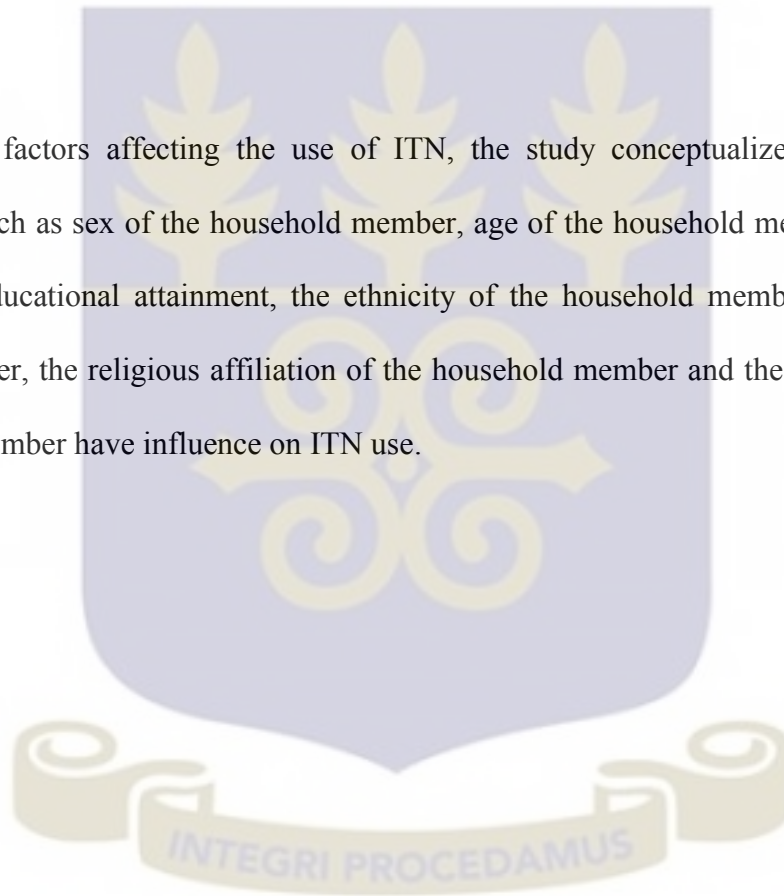 factors affecting the use of ITN, the study conceptualize
ch as sex of the household member, age of the household me
ducational attainment, the ethnicity of the household memb
er, the religious affiliation of the household member and the
mber have influence on ITN use.
INTEGRI PROCEDAMUS